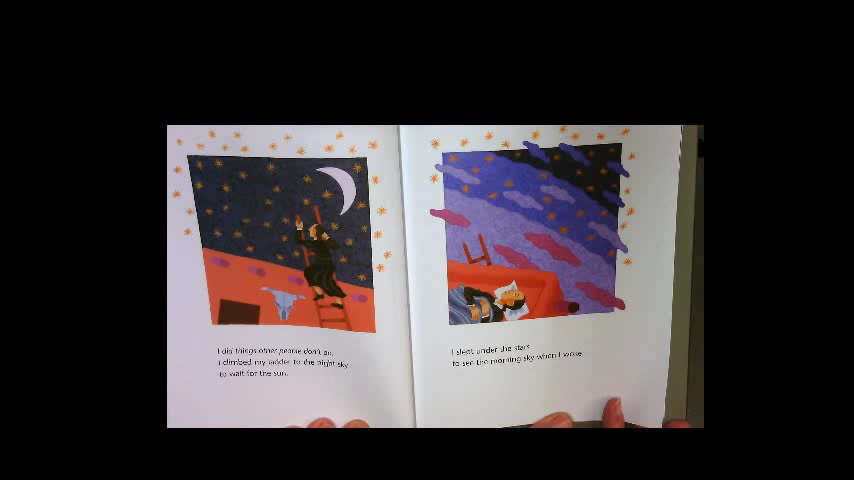 I did things other people don't do.
I climbed my ladder to the night sky
to wait for the sun.
I slept under the stars
to see the morning sky when I woke